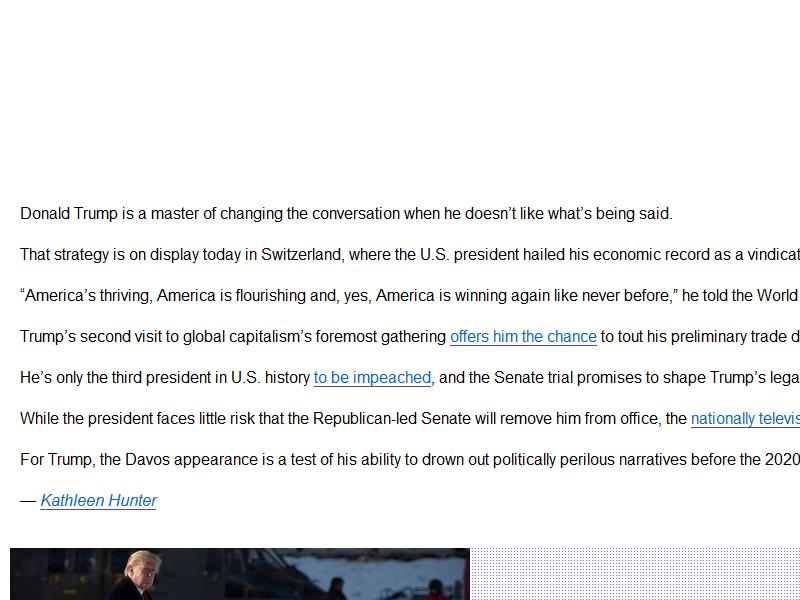 Donald Trump is a master of changing the conversation when he doesn’t like what’s being said.
That strategy is on display today in Switzerland, where the U.S. president hailed his economic record as a vindicat
“America’s thriving, America is flourishing and, yes, America is winning again like never before,” he told the World
Trump’s second visit to global capitalism’s foremost gathering offers him the chance to tout his preliminary trade d
He’s only the third president in U.S. history to be impeached, and the Senate trial promises to shape Trump’s lega
While the president faces little risk that the Republican-led Senate will remove him from office, the nationally televis
For Trump, the Davos appearance is a test of his ability to drown out politically perilous narratives before the 2020
— Kathleen Hunter